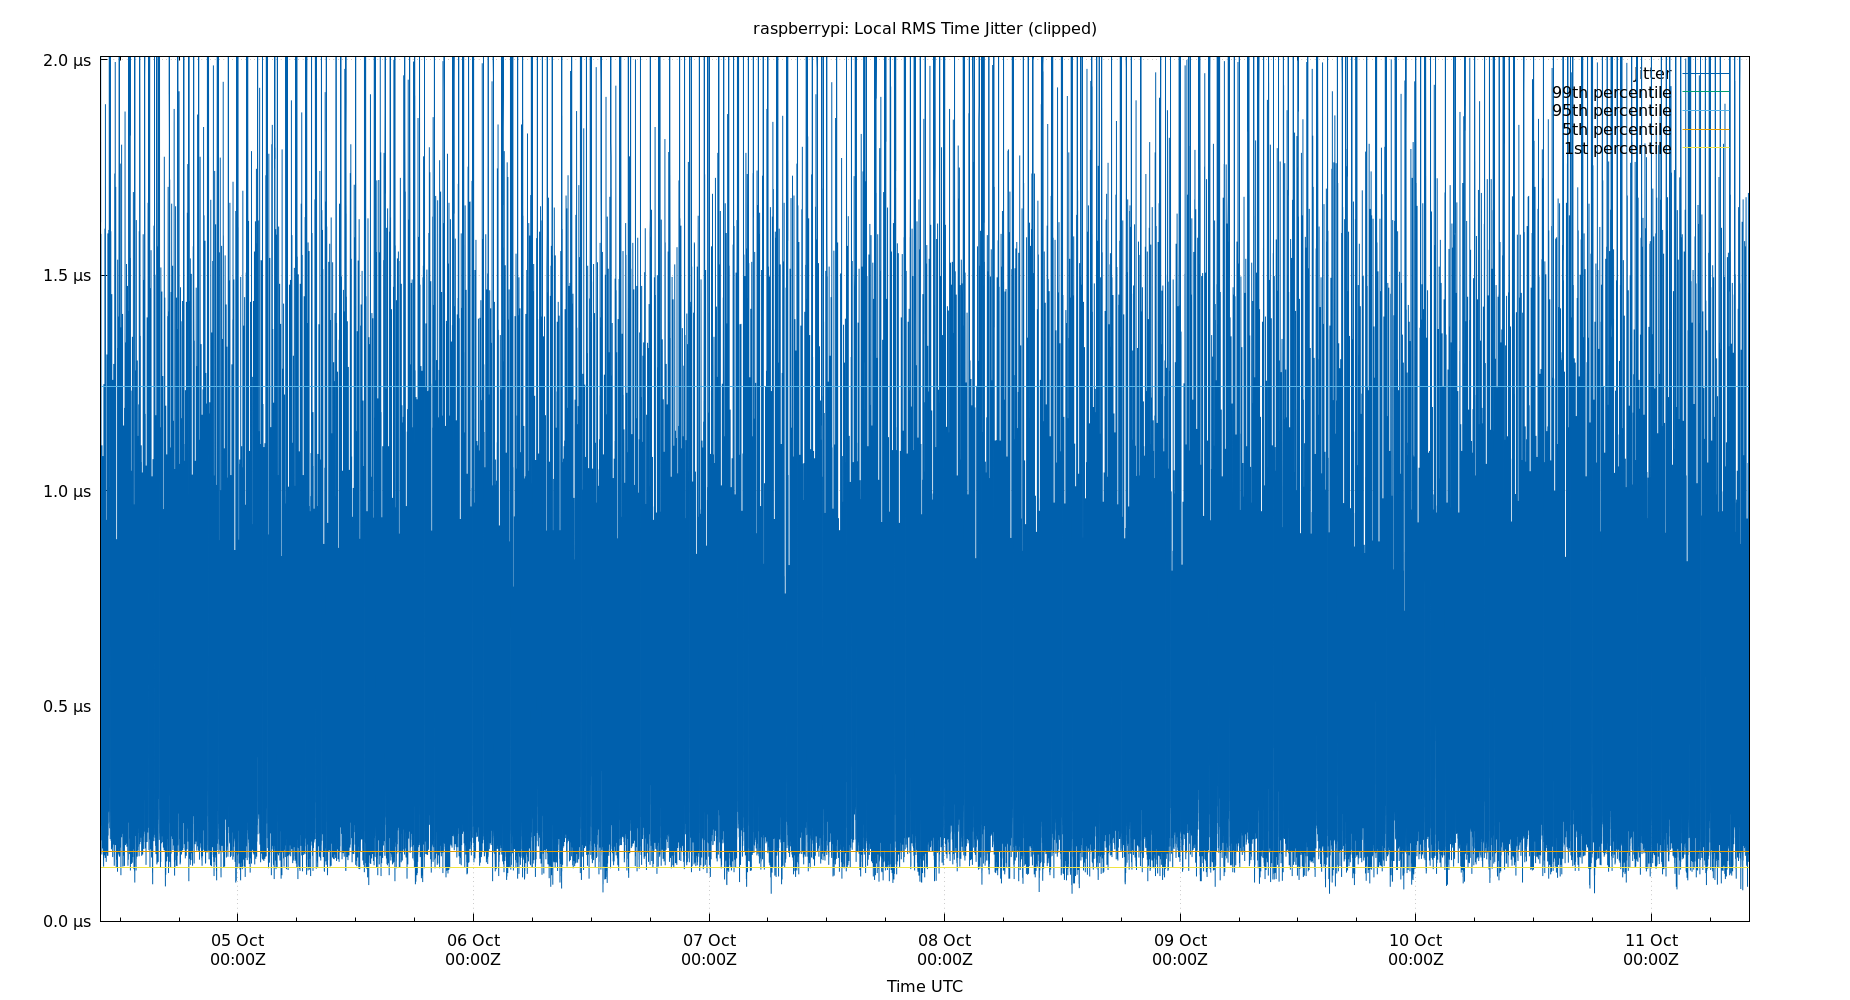 raspberrypi: Local RMS Time Jitter (clipped)
2.0 µs
1.5 µs
1.0 µs
0.5 µs
0.0 µs
jitter
99th percentile
95th percentile
5th percentile
1st percentile
05 Oct 06 Oct 07 Oct 08 Oct 09 Oct 10 Oct 11 Oct
00:00Z 00:00Z 00:00Z 00:00Z 00:00Z 00:00Z 00:00Z
Time UTC